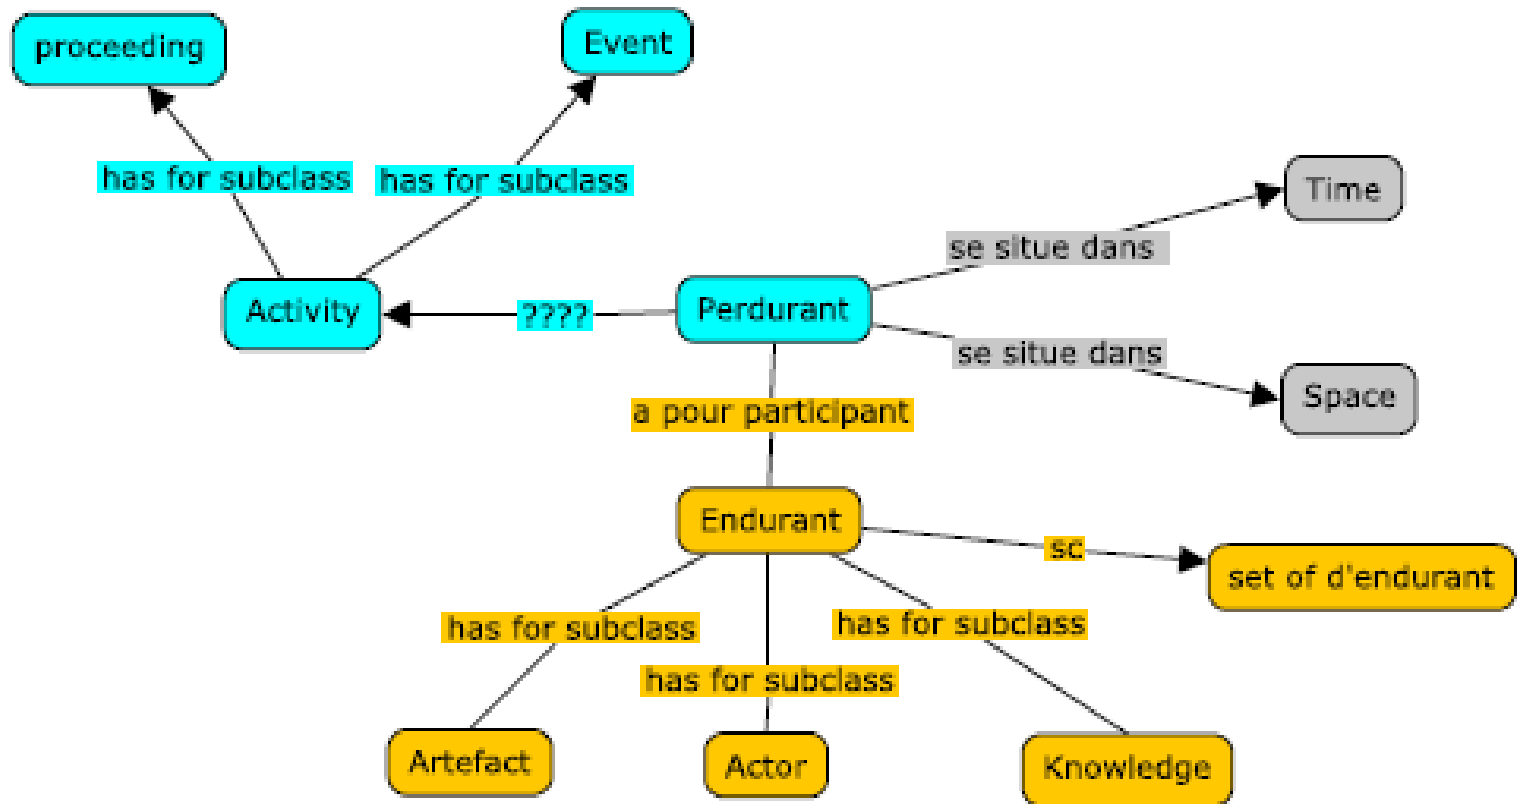 proceeding
Event
has for subclass
has for subclass
Time
se situe dans
Activity
????
Perdurant
se situe dans
Space
a pour participant
Endurant
sc
set of d'endurant
has for subclass
has for subclass
has for subclass
Artefact
Actor
Knowledge